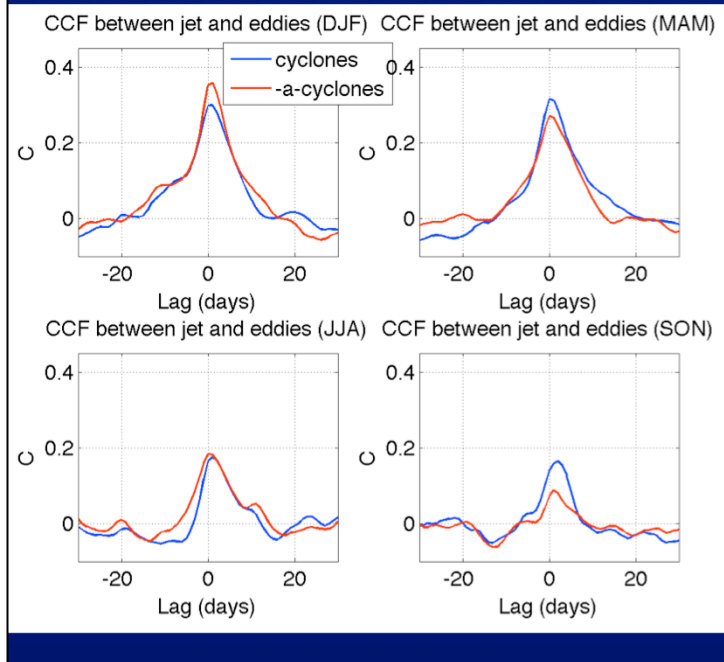 CCF between jet and eddies (DJF)
CCF between jet and eddies (MAM)
cyclones
-a-cyclones
0.4
0.2
0
C
-20
0
20
Lag (days)
0.4
0.2
0
C
-20
0
20
Lag (days)
CCF between jet and eddies (JJA)
CCF between jet and eddies (SON)
0.4
0.2
0
C
-20
0
20
Lag (days)
0.4
0.2
0
C
-20
0
20
Lag (days)